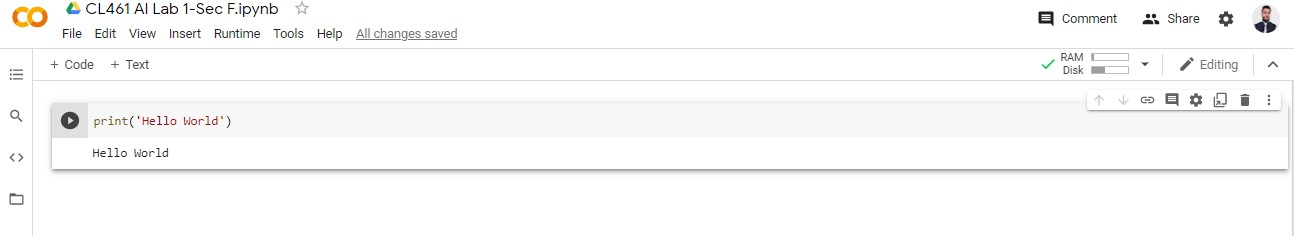 CL461 AI Lab 1-Sec F.ipynb
File Edit View Insert Runtime Tools Help All changes saved
Comment Share
+ Code + Text
RAM
Disk
Editing
print('Hello World')
Hello World